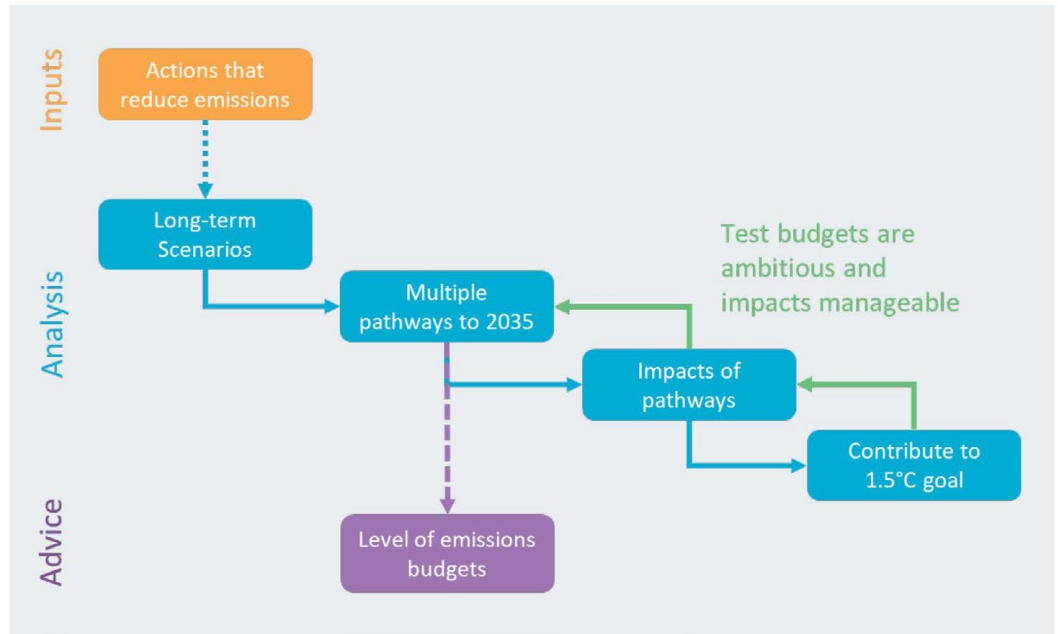 Inputs
Actions that
reduce emissions
Long-term
Scenarios
Analysis
Test budgets are
ambitious and
impacts manageable
Multiple
pathways to 2035
Impacts of
pathways
Contribute to
1.5°C goal
Advice
Level of emissions
budgets